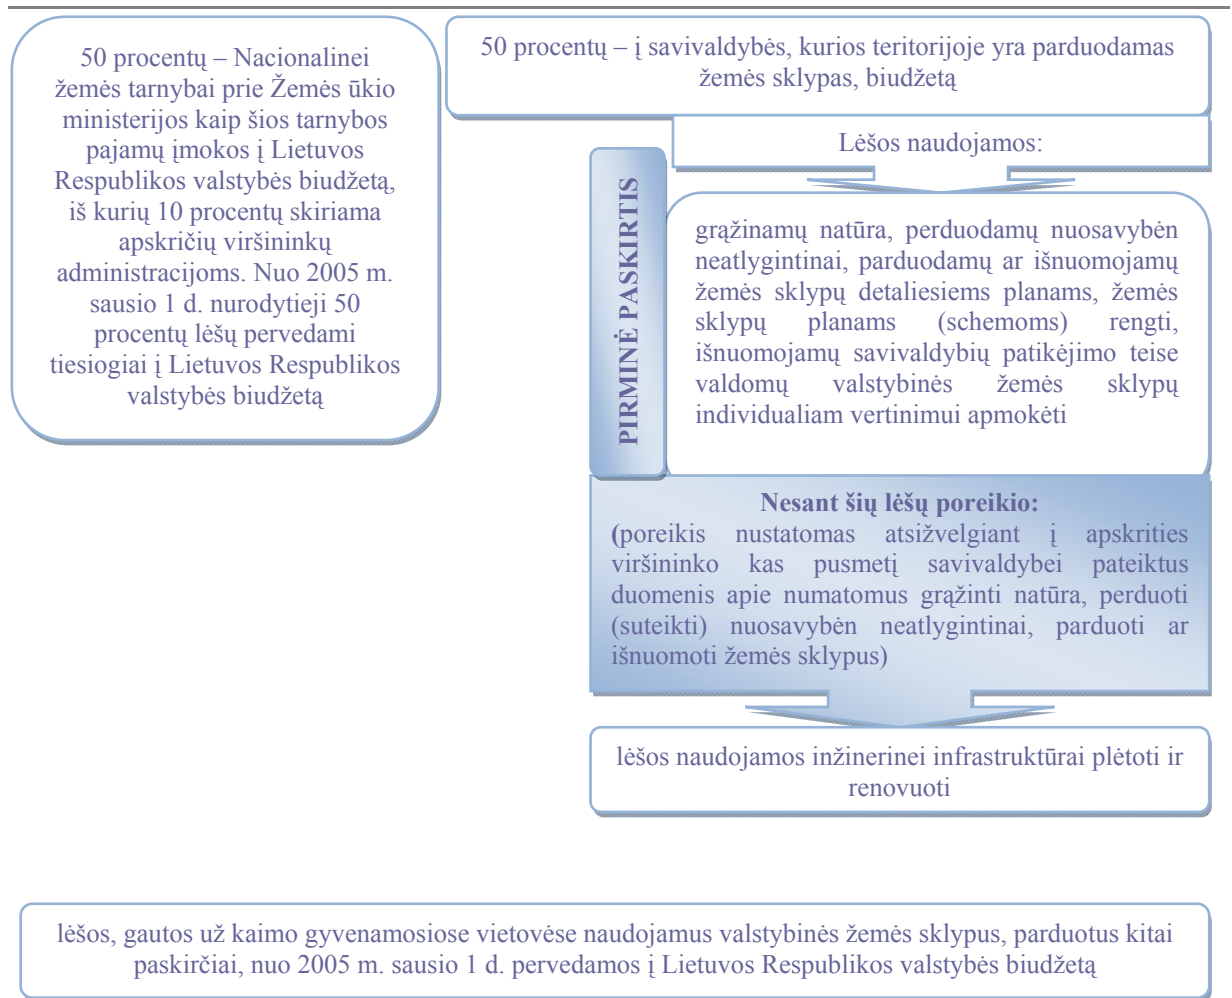 50 procentų – Nacionalinei
žemės tarnybai prie Žemės ūkio
ministerijos kaip šios tarnybos
pajamų įmokos į Lietuvos
Respublikos valstybės biudžetą,
iš kurių 10 procentų skiriama
apskričių viršininkų
administracijoms. Nuo 2005 m.
sausio 1 d. nurodytieji 50
procentų lėšų pervedami
tiesiogiai į Lietuvos Respublikos
valstybės biudžetą
50 procentų – į savivaldybės, kurios teritorijoje yra parduodamas
žemės sklypas, biudžetą
Lėšos naudojamos:
PIRMINĖ PASKIRTIS
grąžinamų natūra, perduodamų nuosavybėn
neatlygintinai, parduodamų ar išnuomojamų
žemės sklypų detaliesiems planams, žemės
sklypų planams (schemoms) rengti,
išnuomojamų savivaldybių patikėjimo teise
valdomų valstybinės žemės sklypų
individualiam vertinimui apmokėti
Nesant šių lėšų poreikio:
(poreikis nustatomas atsižvelgiant į apskrities
viršininko kas pusmetį savivaldybei pateiktus
duomenis apie numatomus grąžinti natūra, perduoti
(suteikti) nuosavybėn neatlygintinai, parduoti ar
išnuomoti žemės sklypus)
lėšos naudojamos inžinerinei infrastruktūrai plėtoti ir
renovuoti
lėšos, gautos už kaimo gyvenamosiose vietovėse naudojamus valstybinės žemės sklypus, parduotus kitai
paskirčiai, nuo 2005 m. sausio 1 d. pervedamos į Lietuvos Respublikos valstybės biudžetą